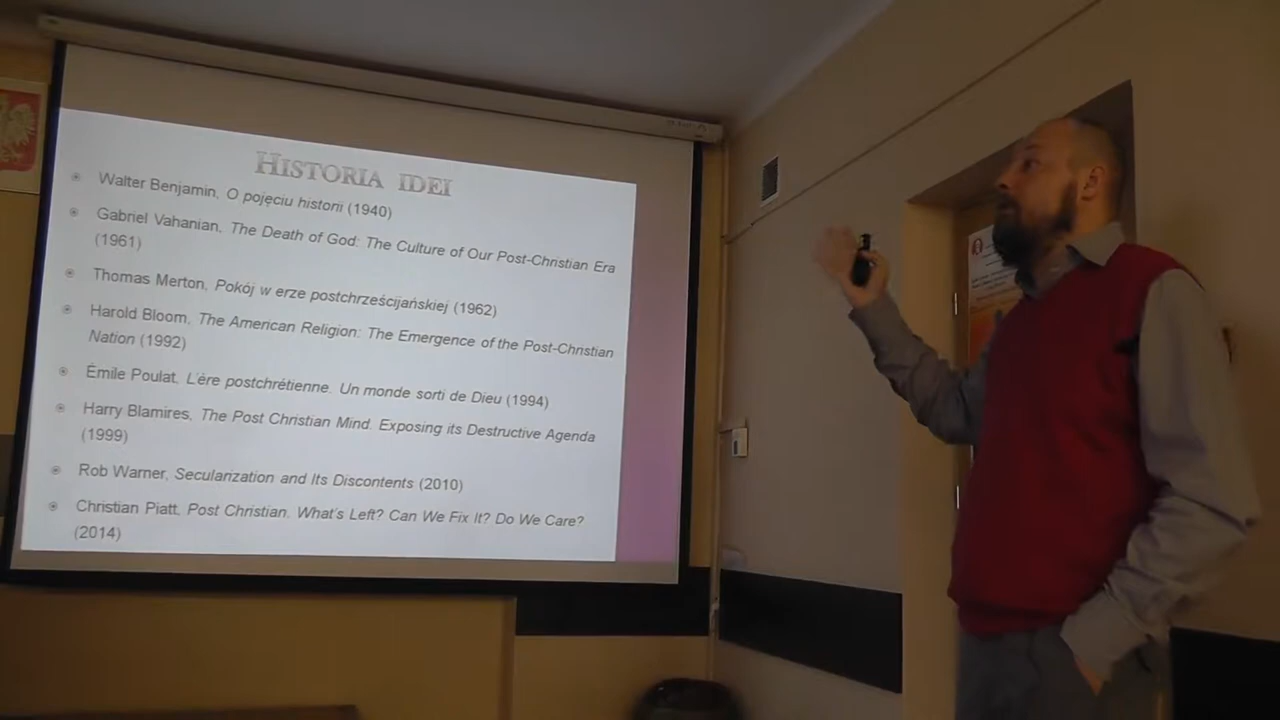 HISTORIA IDEI
Walter Benjamin, O pojęciu historii (1940)
Gabriel Vahanian, The Death of God: The Culture of Our Post-Christian Era
(1961)
Thomas Merton, Pokój w erze postchrześcijańskiej (1962)
Harold Bloom, The American Religion: The Emergence of the Post-Christian
Nation (1992)
Émile Poulat, L'ère postchrétienne. Un monde sorti de Dieu (1994)
Harry Blamires, The Post Christian Mind. Exposing its Destructive Agenda
(1999)
Rob Warner, Secularization and Its Discontents (2010)
Christian Piatt, Post Christian. What's Left? Can We Fix It? Do We Care?
(2014)